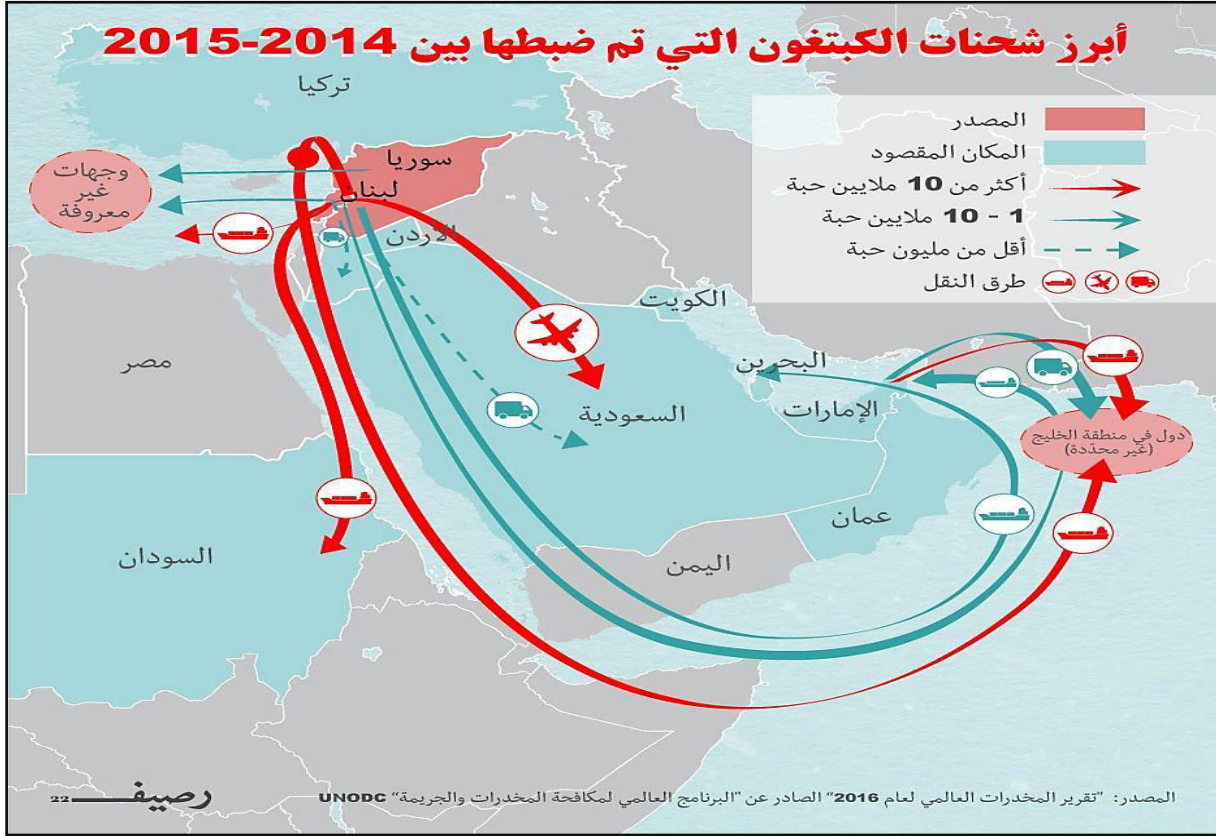 أبرز شحنات الكبتغون التي تم ضبطها بين 2014-2015
تركيا
المصدر
المكان المقصود
أكثر من 10 ملايين حبة
1 - 10 ملايين حبة
أقل من مليون حبة
طرق النقل
وجهات
غير
معروفة
سوريا
لبنان
الأردن
الكويت
مصر
البحرين
السعودية
الإمارات
دول في منطقة الخليج
(غير محدّدة)
عمان
السودان
اليمن
المصدر: "تقرير المخدرات العالمي لعام 2016" الصادر عن "البرنامج العالمي لمكافحة المخدرات والجريمة" UNODC
رصيف 22